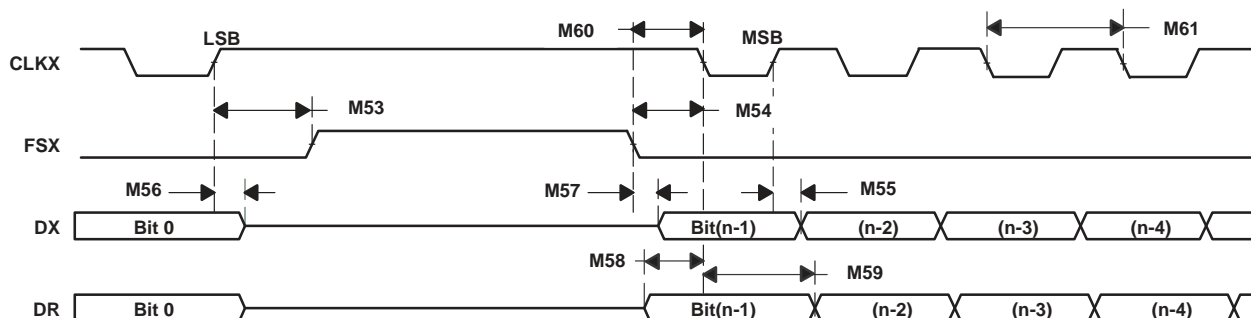 LSB
M60
MSB
M61
CLKX
M53
M54
FSX
M56
M57
M55
DX
Bit 0
Bit(n-1)
(n-2)
(n-3)
(n-4)
M58
M59
DR
Bit 0
Bit(n-1)
(n-2)
(n-3)
(n-4)